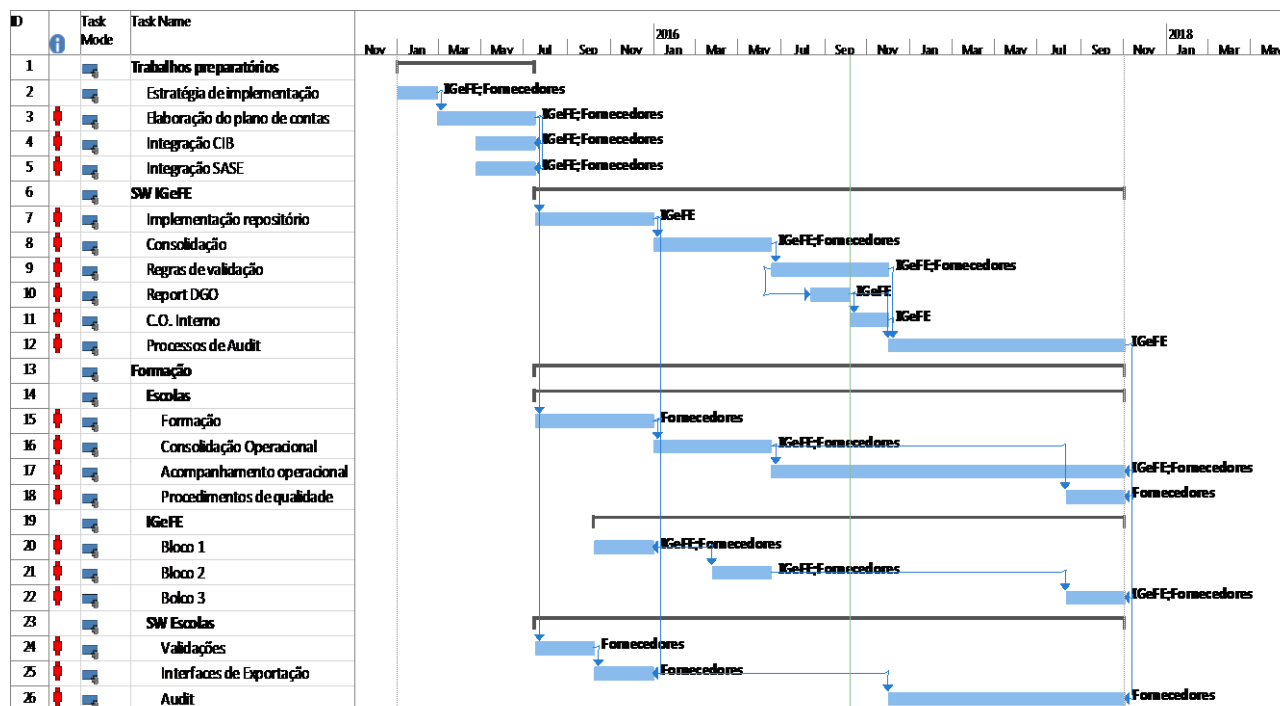 ID Task Mode Task Name
2016 2018
Nov Jan Mar May Jul Sep Nov Jan Mar May Jul Sep Nov Jan Mar May Jul Sep Nov Jan Mar May
1 Trabalhos preparatórios
2 Estratégia de implementação IGeFE;Fornecedores
3 Elaboração do plano de contas IGeFE;Fornecedores
4 Integração CIB IGeFE;Fornecedores
5 Integração SASE IGeFE;Fornecedores
6 SW IGeFE
7 Implementação repositório IGeFE
8 Consolidação IGeFE;Fornecedores
9 Regras de validação IGeFE;Fornecedores
10 Report DGO IGeFE
11 C.O. Interno IGeFE
12 Processos de Audit IGeFE
13 Formação
14 Escolas
15 Formação Fornecedores
16 Consolidação Operacional IGeFE;Fornecedores
17 Acompanhamento operacional IGeFE;Fornecedores
18 Procedimentos de qualidade Fornecedores
19 IGeFE
20 Bloco 1 IGeFE;Fornecedores
21 Bloco 2 IGeFE;Fornecedores
22 Bolco 3 IGeFE;Fornecedores
23 SW Escolas
24 Validações Fornecedores
25 Interfaces de Exportação Fornecedores
26 Audit Fornecedores